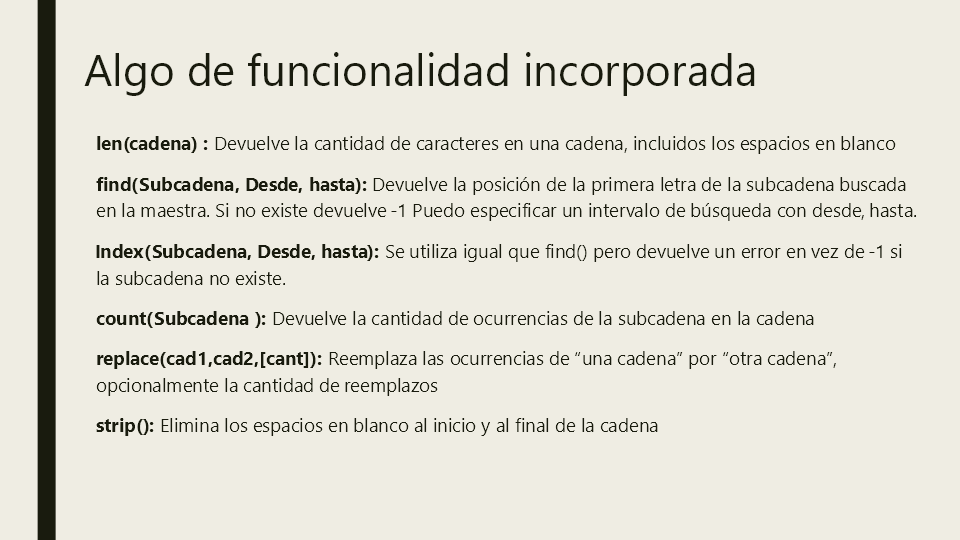 Algo de funcionalidad incorporada
len(cadena) : Devuelve la cantidad de caracteres en una cadena, incluidos los espacios en blanco
find(Subcadena, Desde, hasta): Devuelve la posición de la primera letra de la subcadena buscada
en la maestra. Si no existe devuelve -1 Puedo especificar un intervalo de búsqueda con desde, hasta.
Index(Subcadena, Desde, hasta): Se utiliza igual que find() pero devuelve un error en vez de -1 si
la subcadena no existe.
count(Subcadena ): Devuelve la cantidad de ocurrencias de la subcadena en la cadena
replace(cad1,cad2,[cant]): Reemplaza las ocurrencias de “una cadena” por “otra cadena”,
opcionalmente la cantidad de reemplazos
strip(): Elimina los espacios en blanco al inicio y al final de la cadena